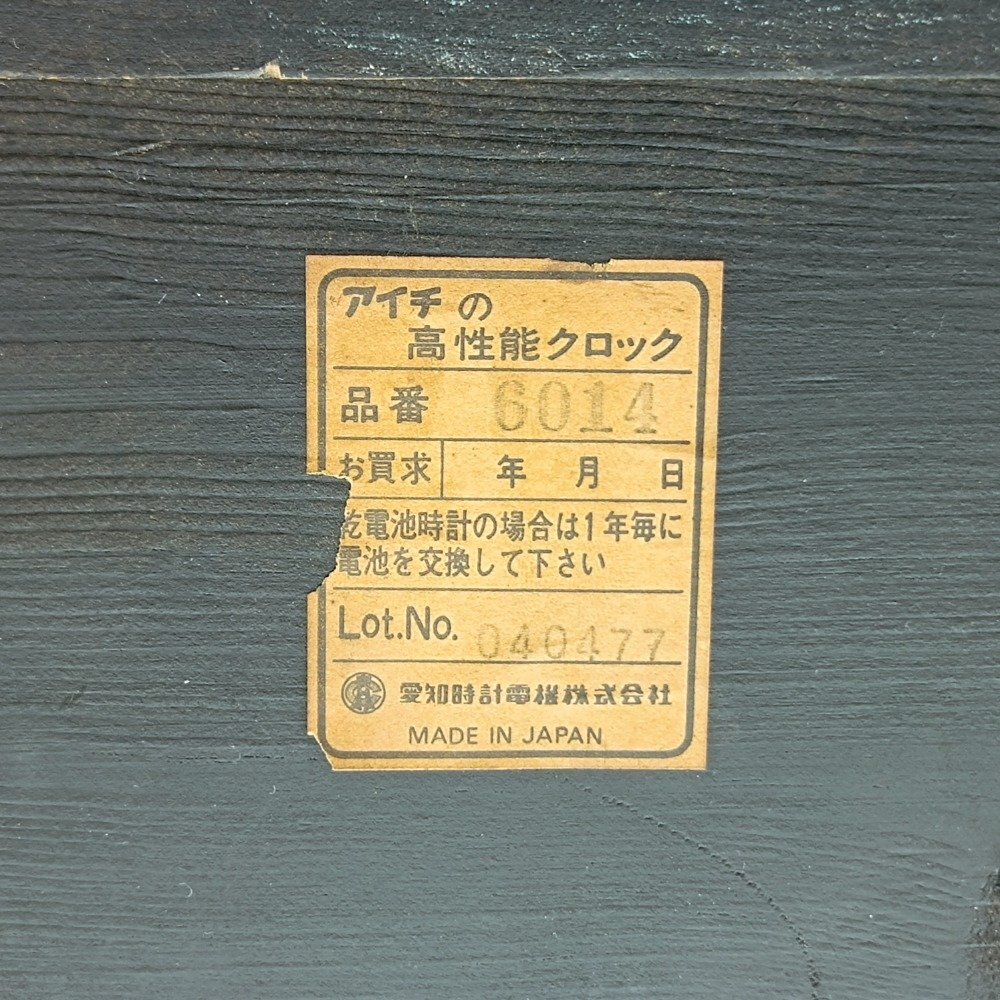 アイチの
高性能クロック
品番 6014
お買求 年 月 日
乾電池時計の場合は1年毎に
電池を交換して下さい
Lot.No. 040477
愛知時計電機株式会社
MADE IN JAPAN